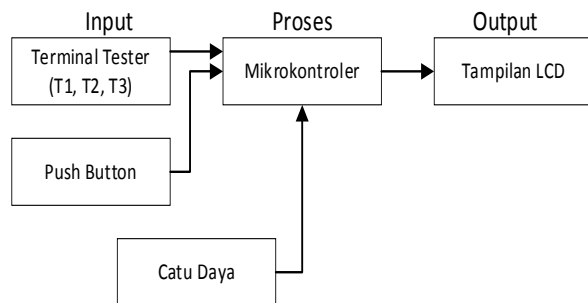 Input
Proses
Output
Terminal Tester
(T1, T2, T3)
Mikrokontroler
Tampilan LCD
Push Button
Catu Daya